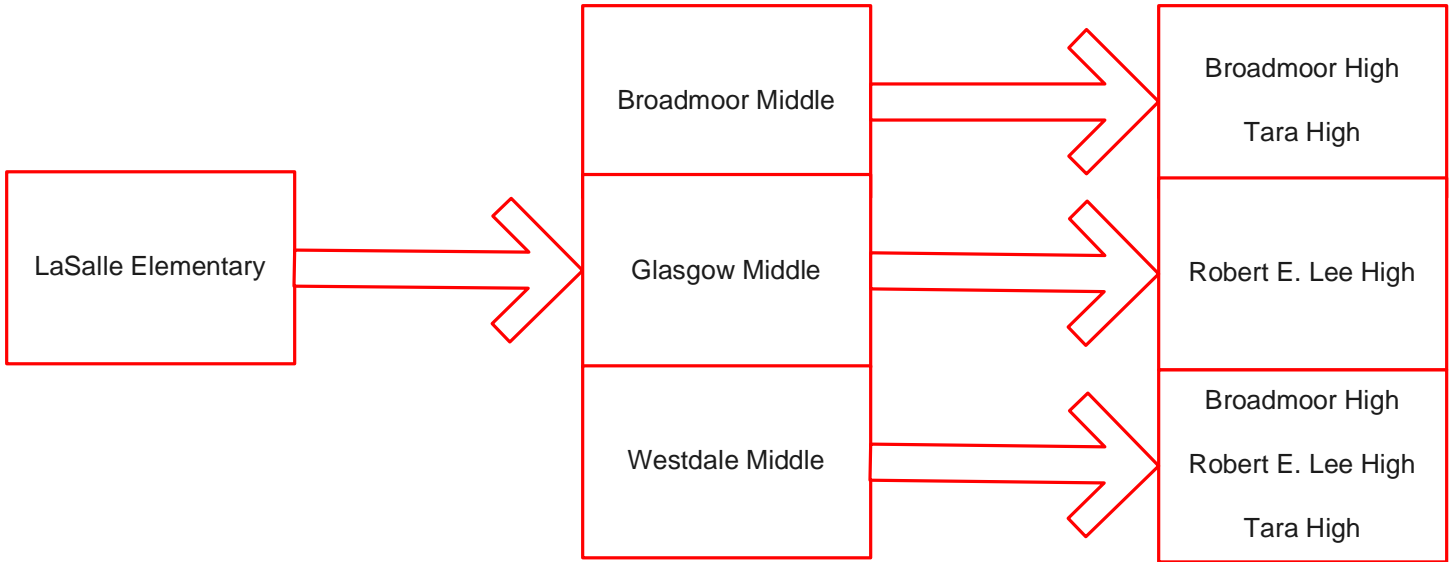 LaSalle Elementary
Broadmoor Middle
Glasgow Middle
Westdale Middle
Broadmoor High
Tara High
Robert E. Lee High
Broadmoor High
Robert E. Lee High
Tara High